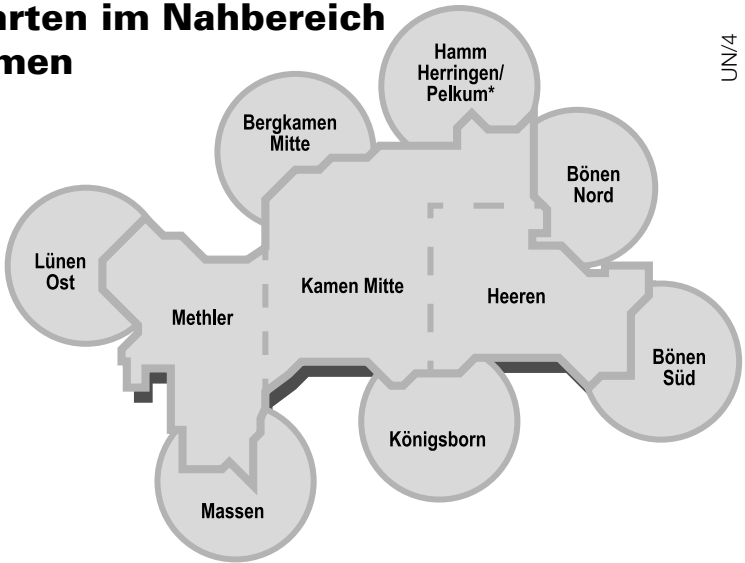 arten im Nahbereich
men
UN/4
Hamm
Herringen/
Pelkum*
Bergkamen
Mitte
Bönen
Nord
Lünen
Ost
Methler
Kamen Mitte
Heeren
Bönen
Süd
Königsborn
Massen